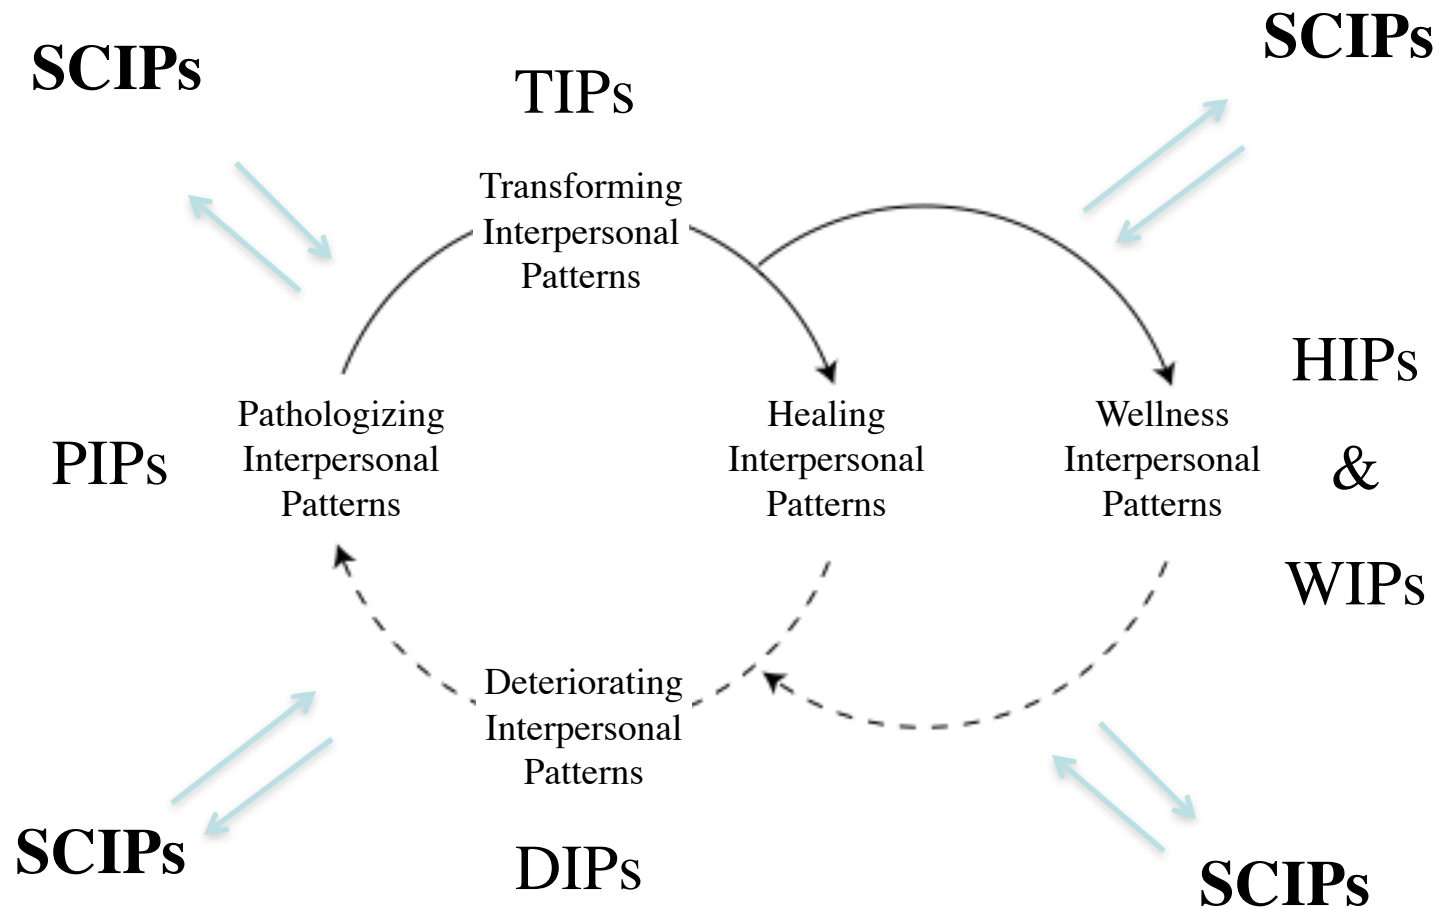 SCIPs
SCIPs
TIPs
Transforming
Interpersonal
Patterns
HIPs
&
WIPs
PIPs
Pathologizing
Interpersonal
Patterns
Healing
Interpersonal
Patterns
Wellness
Interpersonal
Patterns
Deteriorating
Interpersonal
Patterns
SCIPs
DIPs
SCIPs